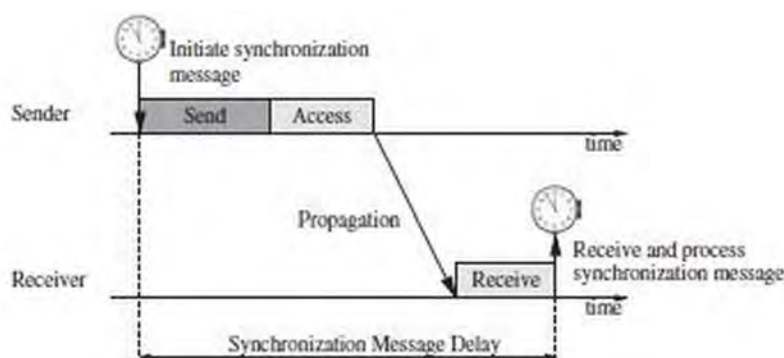 Initiate synchronization
message
Sender
Send
Access
time
Propagation
Receiver
Receive
Receive and process
synchronization message
time
Synchronization Message Delay